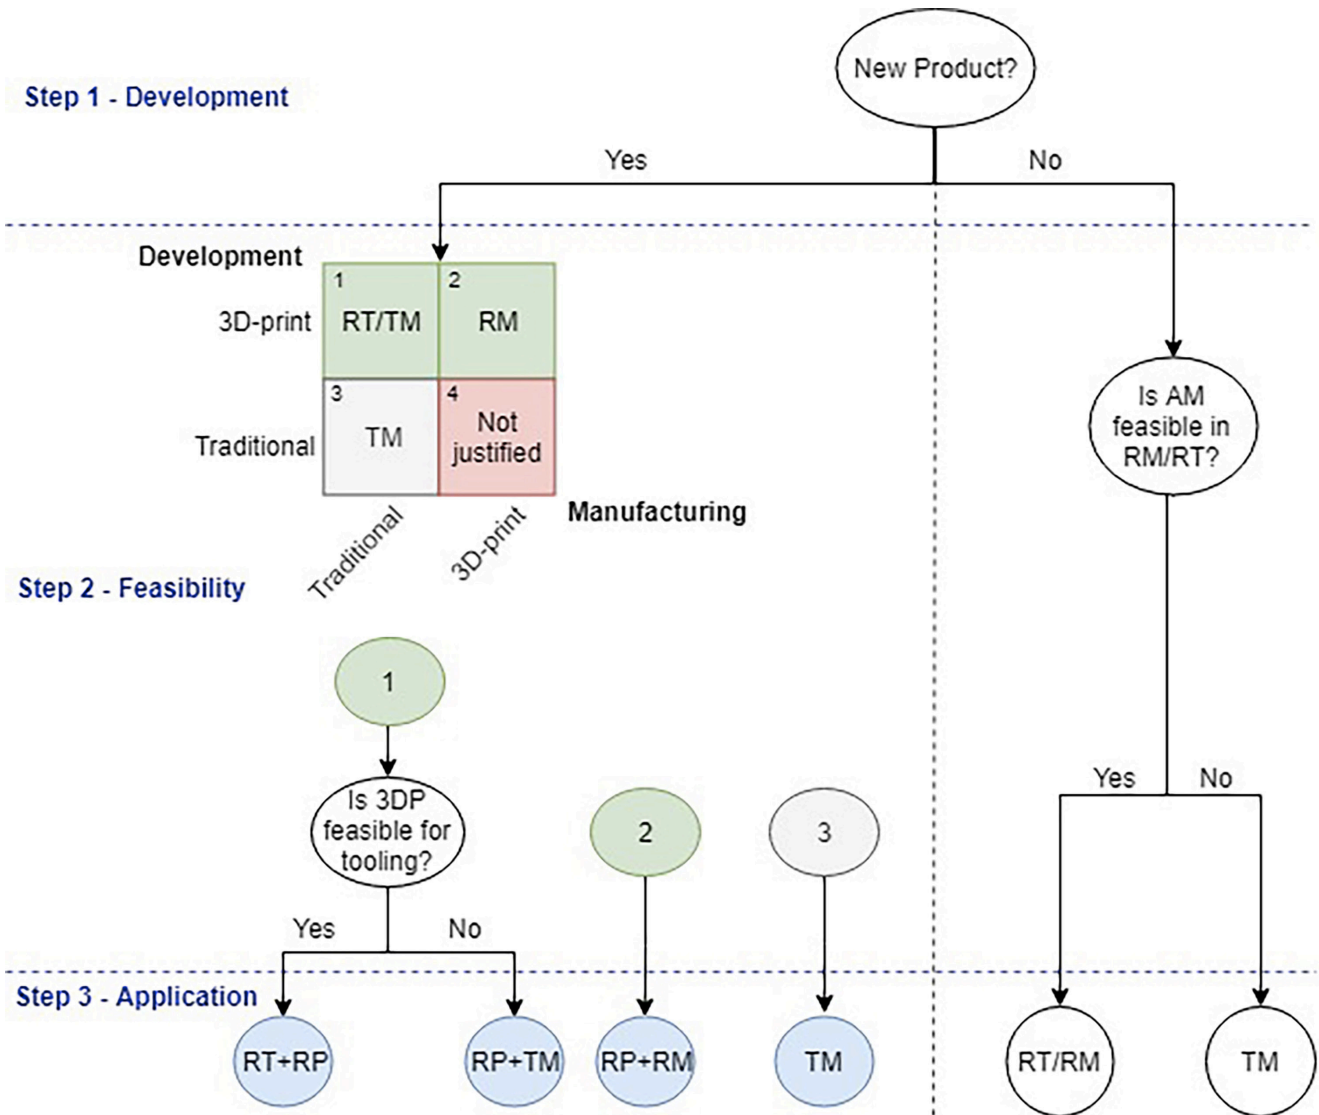 New Product?
Step 1 - Development
Yes
No
Development
1
2
3D-print
RT/TM
RM
3
4
Traditional
TM
Not
justified
Is AM
feasible in
RM/RT?
Manufacturing
Traditional
3D-print
Step 2 - Feasibility
1
Is 3DP
feasible for
tooling?
2
3
Yes
No
Yes
No
Step 3 - Application
RT+RP
RP+TM
RP+RM
TM
RT/RM
TM